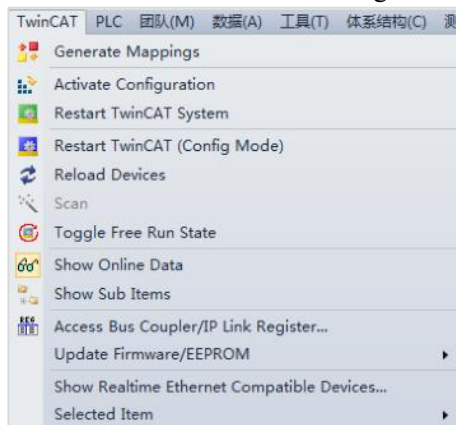 TwinCAT PLC 团队(M) 数据(A) 工具(T) 体系结构(C) 测
Generate Mappings
Activate Configuration
Restart TwinCAT System
Restart TwinCAT (Config Mode)
Reload Devices
Scan
Toggle Free Run State
Show Online Data
Show Sub Items
REG
Access Bus Coupler/IP Link Register...
Update Firmware/EEPROM
Show Realtime Ethernet Compatible Devices...
Selected Item